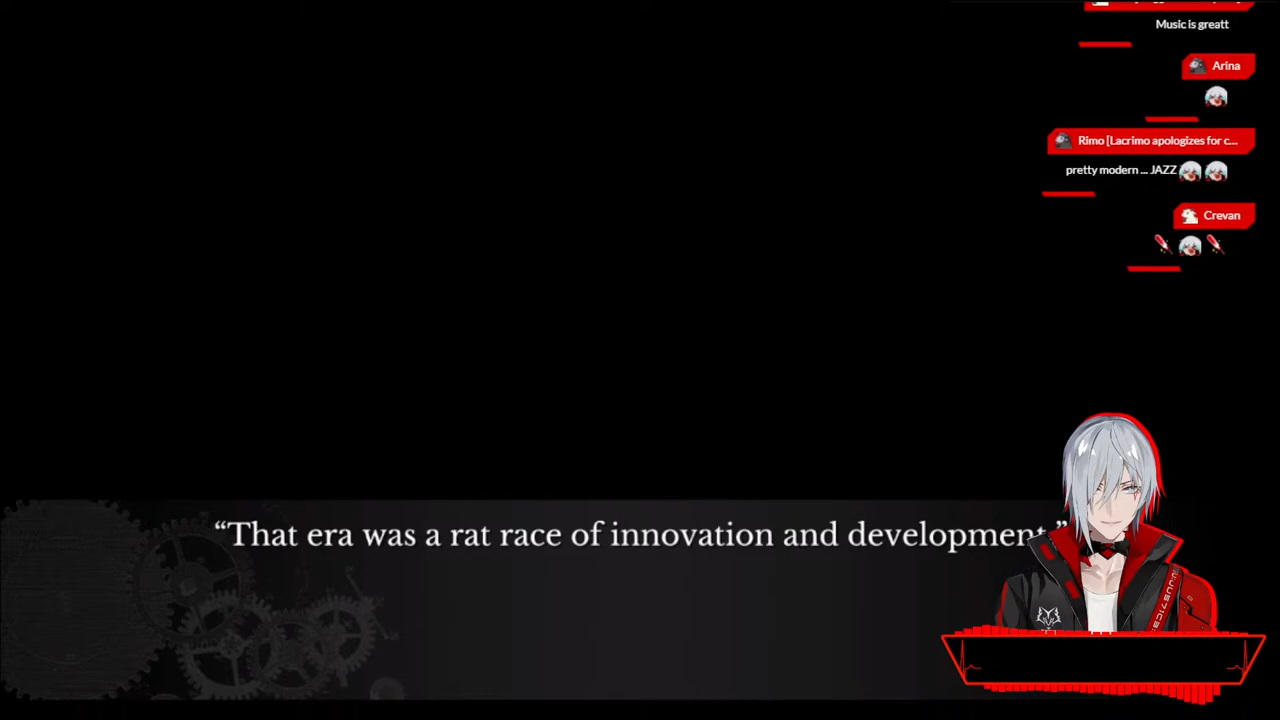 Music is greatt
Arina
Rimo [Lacrimo apologizes for c...
pretty modern ... JAZZ
Crevan
“That era was a rat race of innovation and development.”